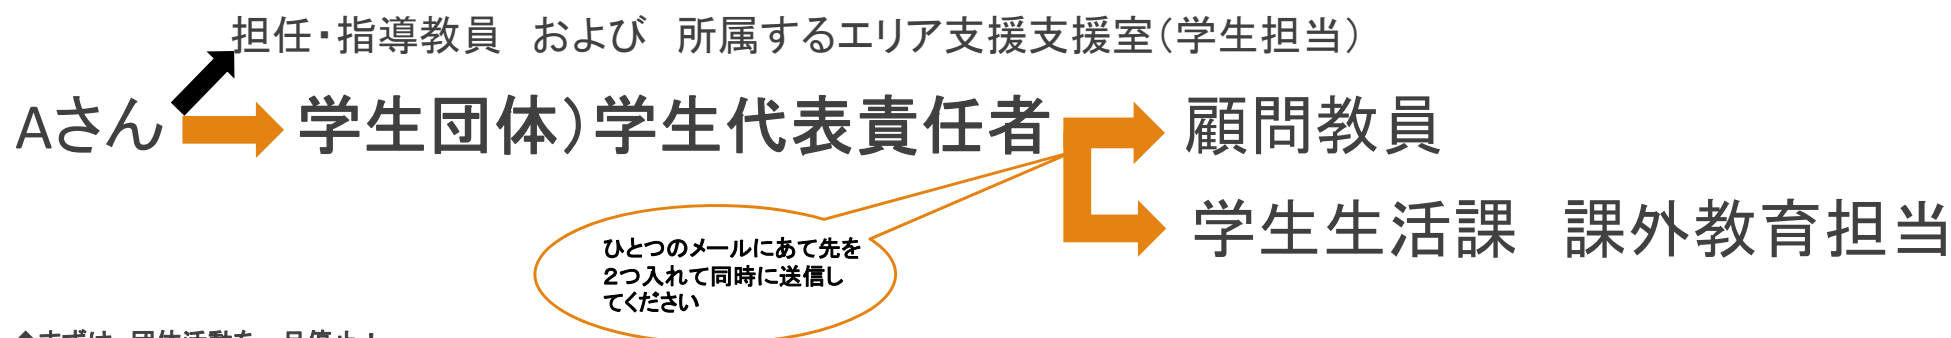 担任・指導教員　および　所属するエリア支援支援室（学生担当）
Aさん
学生団体）学生代表責任者
顧問教員
学生生活課　課外教育担当
ひとつのメールにあて先を
２つ入れて同時に送信し
てください